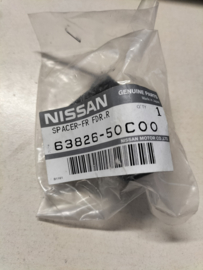 NISSAN
GENUINE PARTS
SPACER-FR FDR.R
1
63826-50C00
NISSAN MOTOR CO.,LTD.